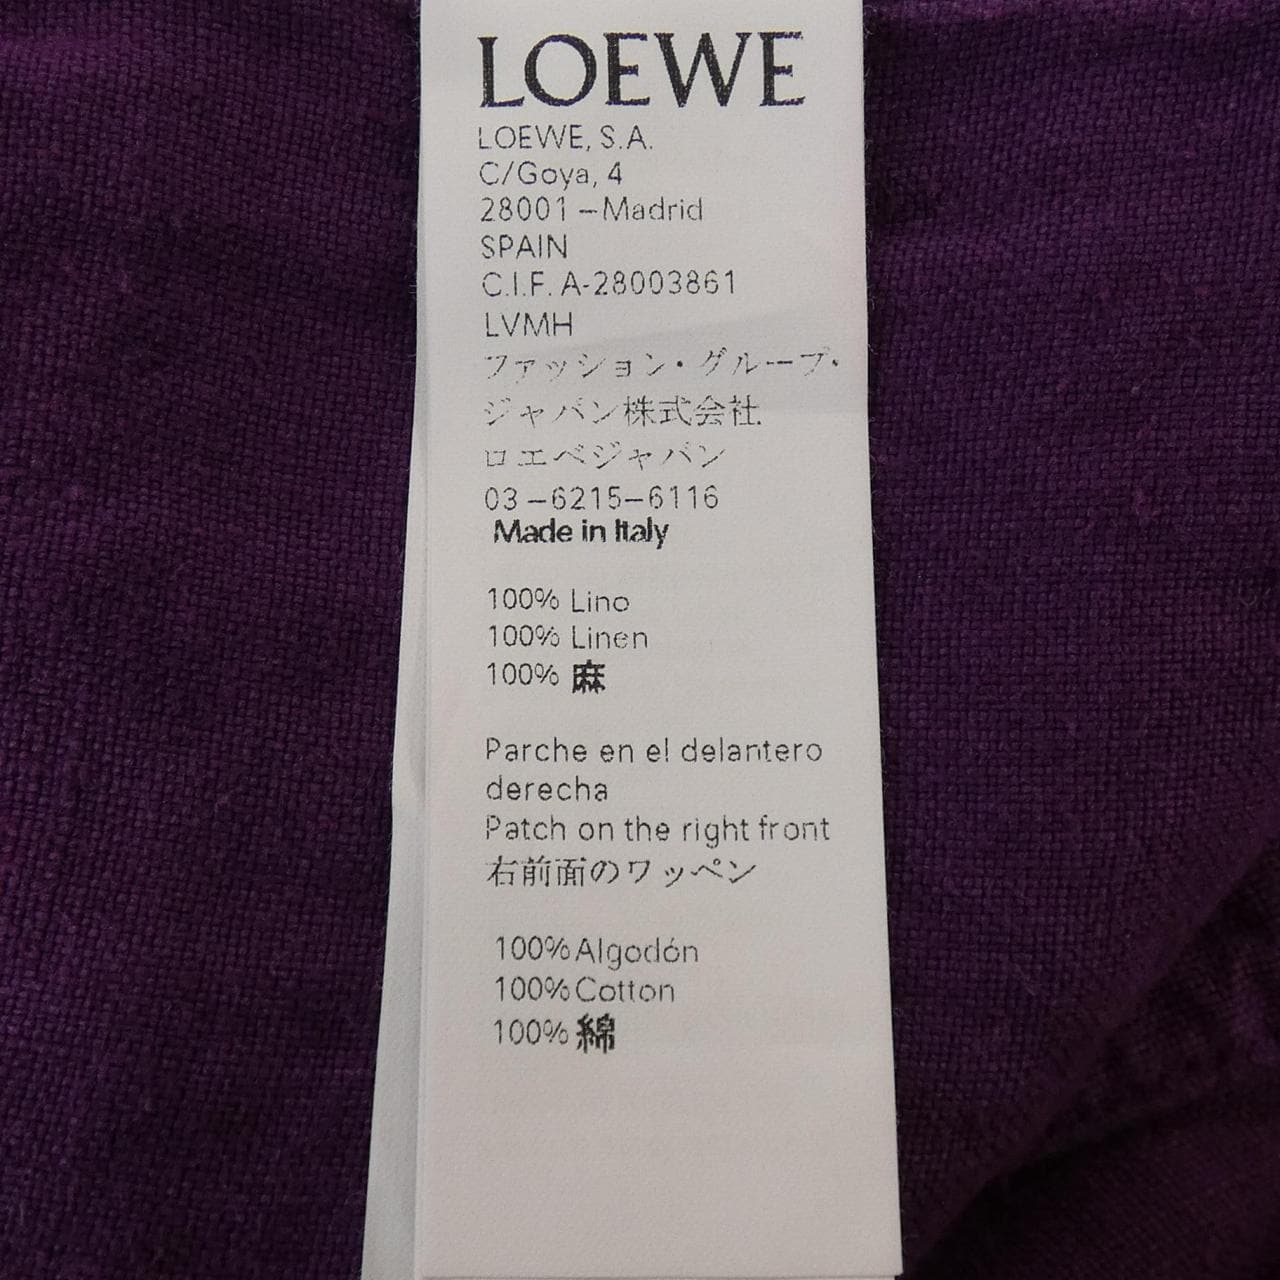 LOEWE
LOEWE, S.A.
C/Goya, 4
28001 – Madrid
SPAIN
C.I.F. A-28003861
LVMH
ファッション・グループ・
ジャパン株式会社
ロエベジャパン
03 –6215–6116
Made in Italy
100% Lino
100% Linen
100% 麻
Parche en el delantero
derecha
Patch on the right front
右前面のワッペン
100% Algodón
100% Cotton
100% 綿